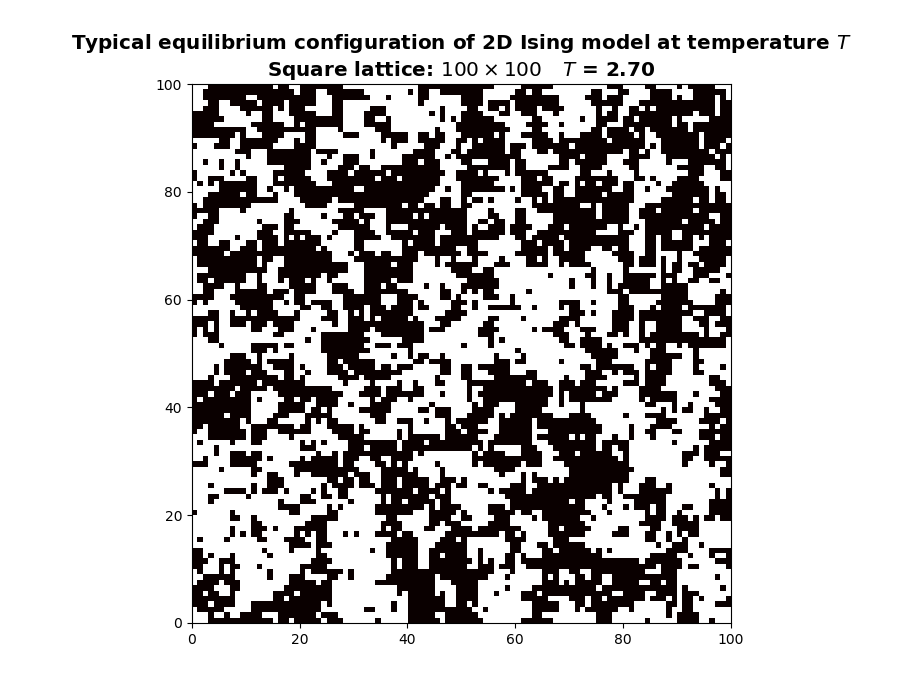 Typical equilibrium configuration of 2D Ising model at temperature T
Square lattice: 100 × 100 T = 2.70
100
80
60
40
20
0
0 20 40 60 80 100